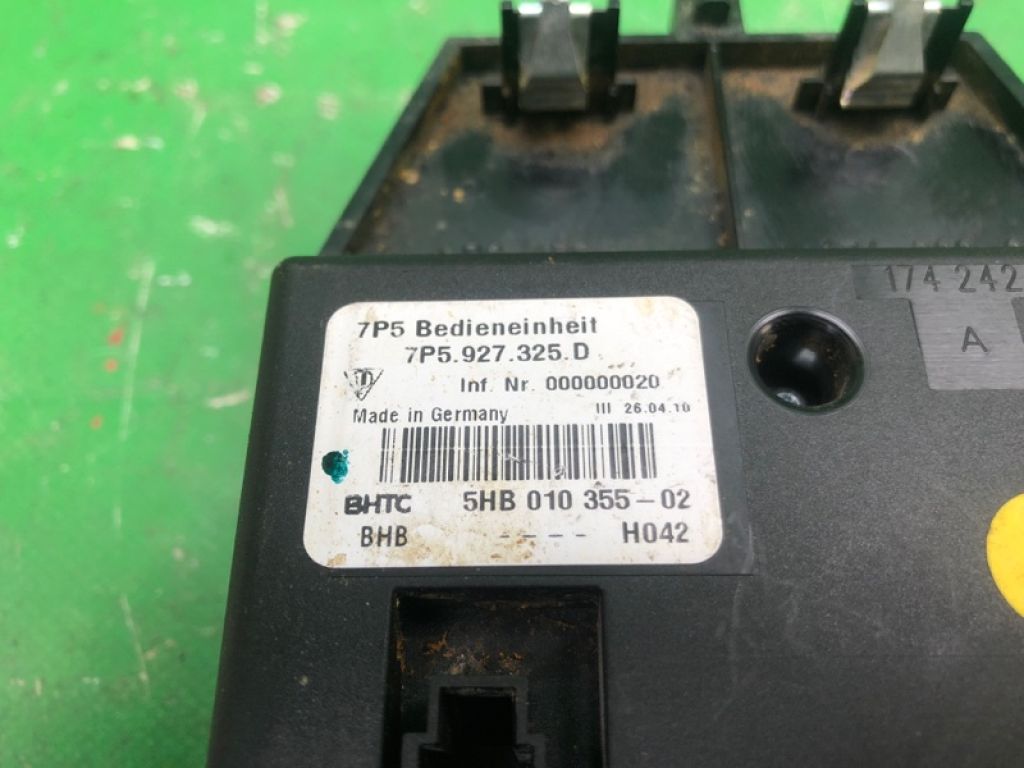 174 242
A
7P5 Bedieneinheit
7P5.927.325.D
Inf. Nr. 000000020
Made in Germany III 26.04.10
BHTC 5HB 010 355-02
BHB ---- H042